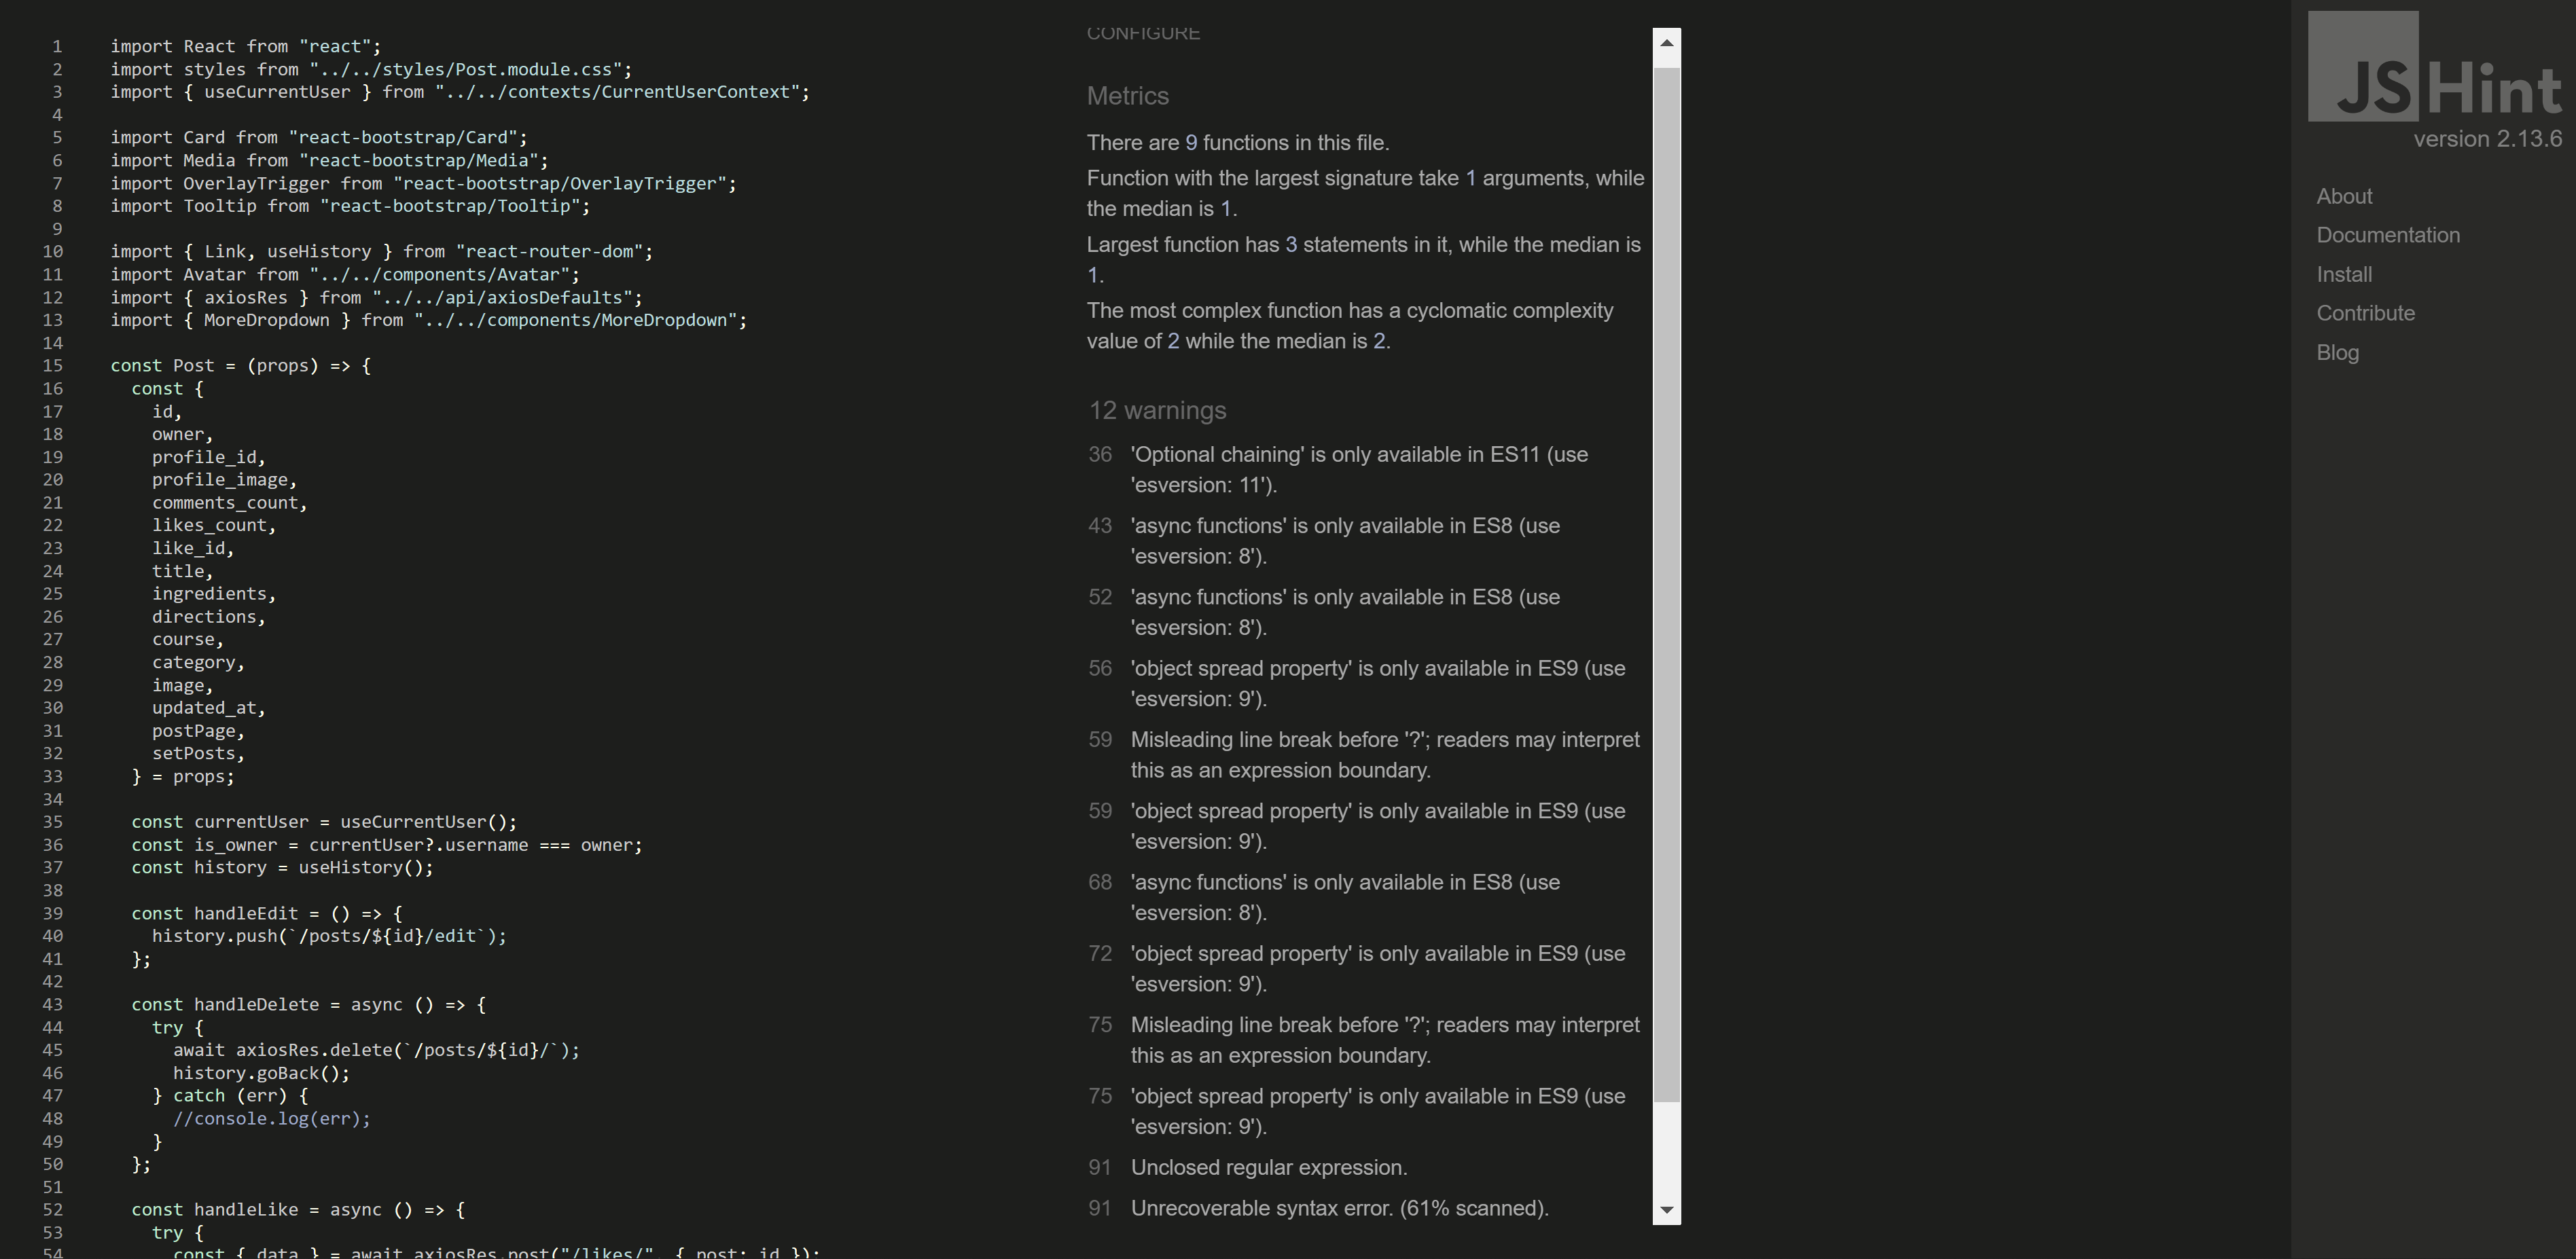 1 import React from "react";
2 import styles from "../../styles/Post.module.css";
3 import { useCurrentUser } from "../../contexts/CurrentUserContext";
4
5 import Card from "react-bootstrap/Card";
6 import Media from "react-bootstrap/Media";
7 import OverlayTrigger from "react-bootstrap/OverlayTrigger";
8 import Tooltip from "react-bootstrap/Tooltip";
9
10 import { Link, useHistory } from "react-router-dom";
11 import Avatar from "../../components/Avatar";
12 import { axiosRes } from "../../api/axiosDefaults";
13 import { MoreDropdown } from "../../components/MoreDropdown";
14
15 const Post = (props) => {
16 const {
17 id,
18 owner,
19 profile_id,
20 profile_image,
21 comments_count,
22 likes_count,
23 like_id,
24 title,
25 ingredients,
26 directions,
27 course,
28 category,
29 image,
30 updated_at,
31 postPage,
32 setPosts,
33 } = props;
34
35 const currentUser = useCurrentUser();
36 const is_owner = currentUser?.username === owner;
37 const history = useHistory();
38
39 const handleEdit = () => {
40 history.push(`/posts/${id}/edit`);
41 };
42
43 const handleDelete = async () => {
44 try {
45 await axiosRes.delete(`/posts/${id}/`);
46 history.goBack();
47 } catch (err) {
48 //console.log(err);
49 }
50 };
51
52 const handleLike = async () => {
53 try {
54 const { data } = await axiosRes.post("/likes/", { post: id });
CONFIGURE
Metrics
There are 9 functions in this file.
Function with the largest signature take 1 arguments, while
the median is 1.
Largest function has 3 statements in it, while the median is
1.
The most complex function has a cyclomatic complexity
value of 2 while the median is 2.
12 warnings
36 'Optional chaining' is only available in ES11 (use
'esversion: 11').
43 'async functions' is only available in ES8 (use
'esversion: 8').
52 'async functions' is only available in ES8 (use
'esversion: 8').
56 'object spread property' is only available in ES9 (use
'esversion: 9').
59 Misleading line break before '?'; readers may interpret
this as an expression boundary.
59 'object spread property' is only available in ES9 (use
'esversion: 9').
68 'async functions' is only available in ES8 (use
'esversion: 8').
72 'object spread property' is only available in ES9 (use
'esversion: 9').
75 Misleading line break before '?'; readers may interpret
this as an expression boundary.
75 'object spread property' is only available in ES9 (use
'esversion: 9').
91 Unclosed regular expression.
91 Unrecoverable syntax error. (61% scanned).
JSHint
version 2.13.6
About
Documentation
Install
Contribute
Blog